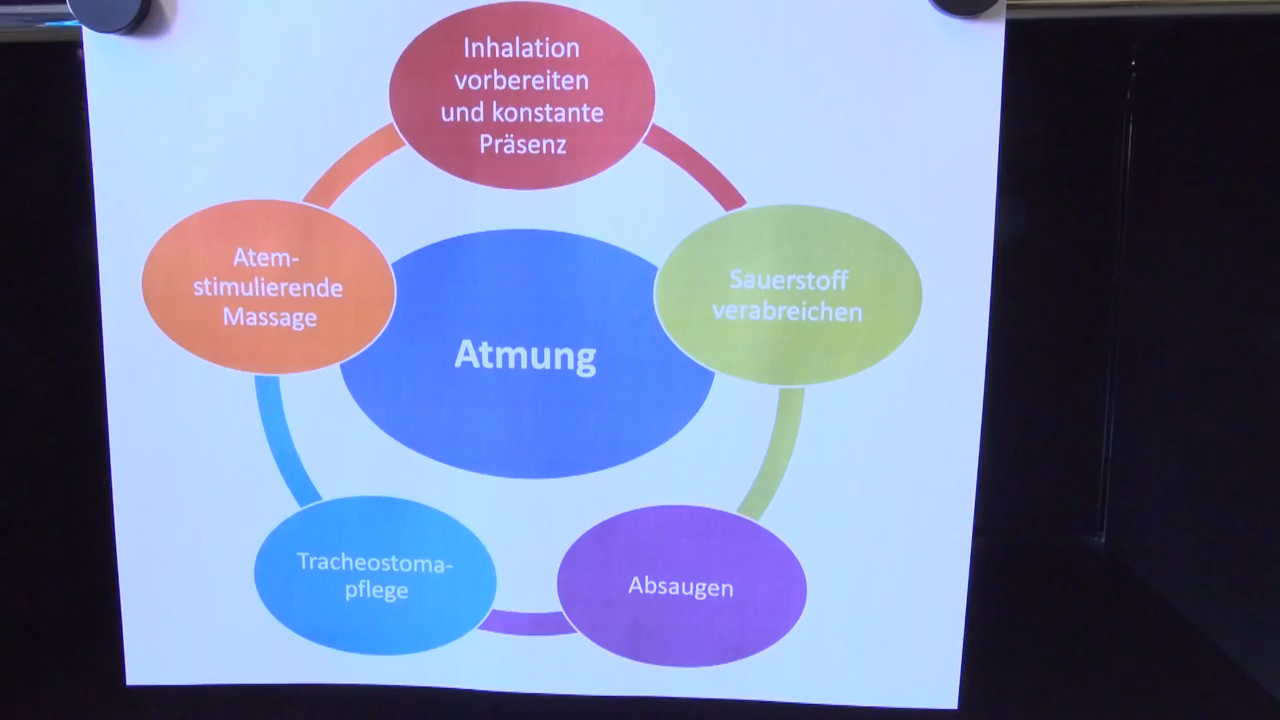 Inhalation
vorbereiten
und konstante
Präsenz
Atem-
stimulierende
Massage
Sauerstoff
verabreichen
Atmung
Tracheostoma-
pflege
Absaugen